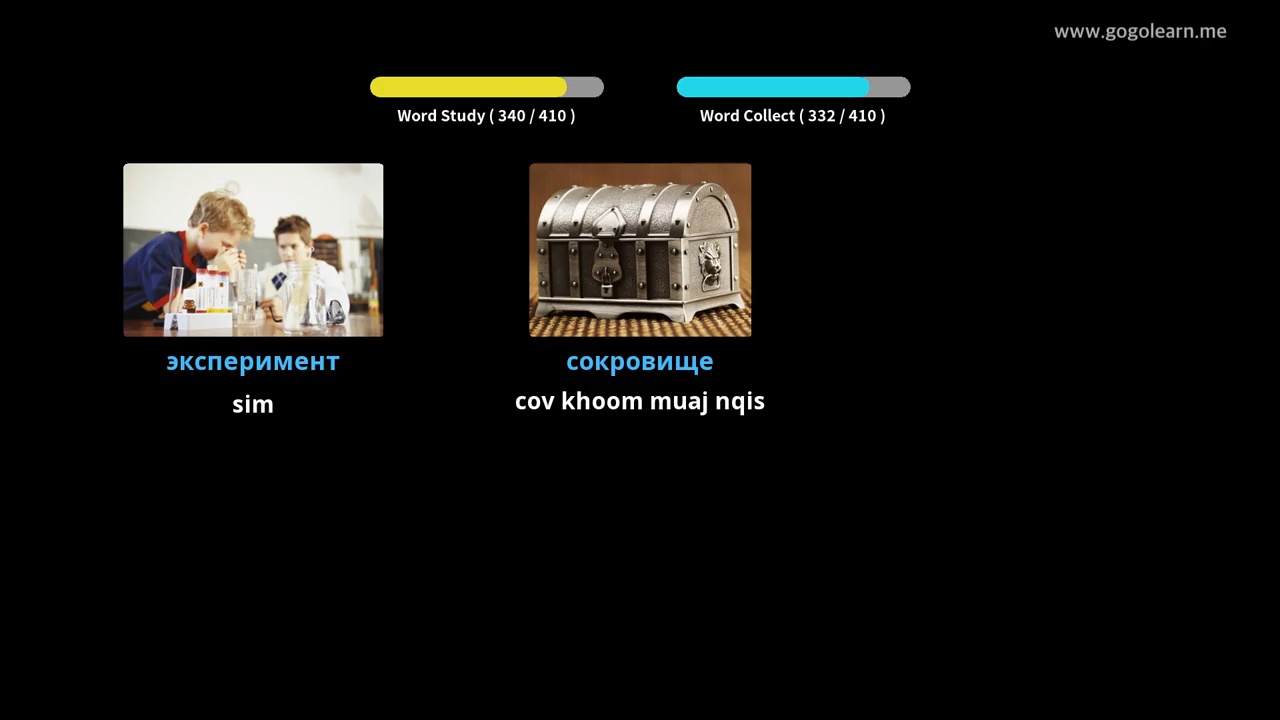 www.gogolearn.me
Word Study ( 340 / 410 )
Word Collect ( 332 / 410 )
эксперимент
sim
сокровище
cov khoom muaj nqis